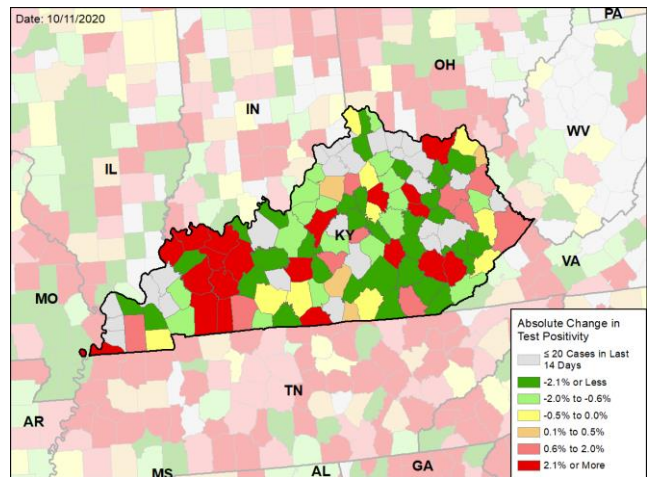 Date: 10/11/2020
PA
OH
IN
WV
IL
KY
VA
MO
TN
AR
MS
AL
GA
Absolute Change in
Test Positivity
≤ 20 Cases in Last
14 Days
-2.1% or Less
-2.0% to -0.6%
-0.5% to 0.0%
0.1% to 0.5%
0.6% to 2.0%
2.1% or More